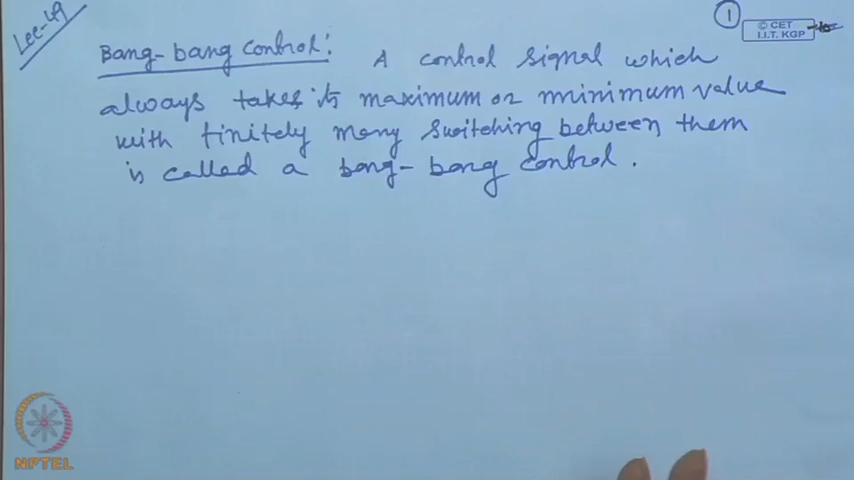 Lec-49
1
© CET
I.I.T. KGP
Bang-bang Control: A control signal which
always takes its maximum or minimum value
with finitely many switching between them
is called a bang-bang control.
NPTEL